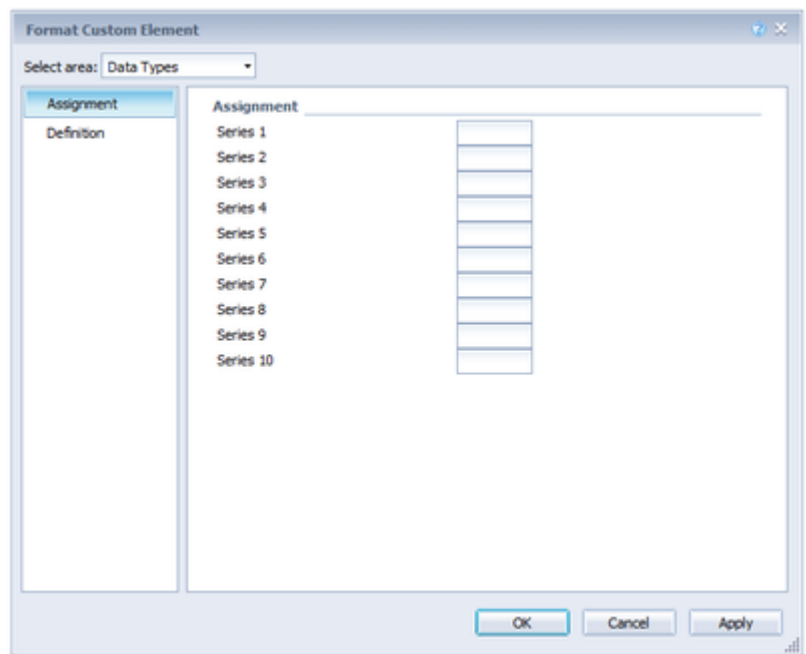 Format Custom Element
Select area: Data Types
Assignment
Definition
Assignment
Series 1
Series 2
Series 3
Series 4
Series 5
Series 6
Series 7
Series 8
Series 9
Series 10
OK Cancel Apply